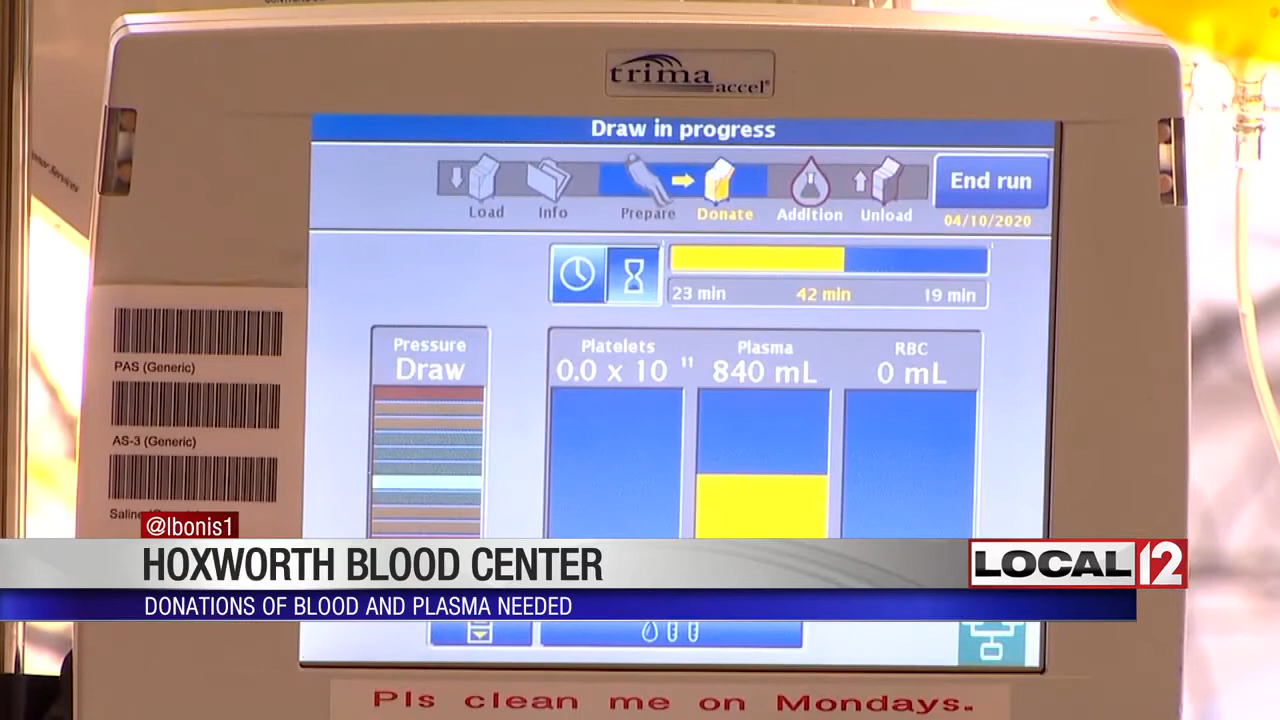 trima
accel®
Draw in progress
Load Info Prepare Donate Addition Unload
End run
04/10/2020
23 min 42 min 19 min
Pressure
Draw
Platelets
0.0 x 10 11
Plasma
840 mL
RBC
0 mL
PAS (Generic)
AS-3 (Generic)
Saline
@lbonis1
HOXWORTH BLOOD CENTER
DONATIONS OF BLOOD AND PLASMA NEEDED
LOCAL 12
Pls clean me on Mondays.